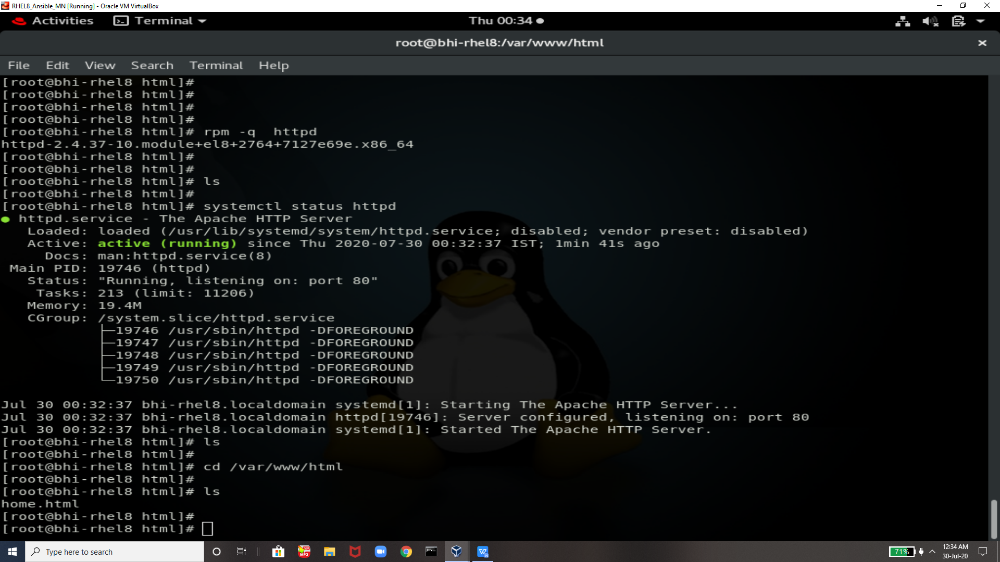 RHEL8_Ansible_MN [Running] - Oracle VM VirtualBox
Activities Terminal Thu 00:34
root@bhi-rhel8:/var/www/html
File Edit View Search Terminal Help
[root@bhi-rhel8 html]#
[root@bhi-rhel8 html]#
[root@bhi-rhel8 html]#
[root@bhi-rhel8 html]#
[root@bhi-rhel8 html]# rpm -q  httpd
httpd-2.4.37-10.module+el8+2764+7127e69e.x86_64
[root@bhi-rhel8 html]#
[root@bhi-rhel8 html]#
[root@bhi-rhel8 html]# ls
[root@bhi-rhel8 html]#
[root@bhi-rhel8 html]# systemctl status httpd
● httpd.service - The Apache HTTP Server
Loaded: loaded (/usr/lib/systemd/system/httpd.service; disabled; vendor preset: disabled)
Active: active (running) since Thu 2020-07-30 00:32:37 IST; 1min 41s ago
Docs: man:httpd.service(8)
Main PID: 19746 (httpd)
Status: "Running, listening on: port 80"
Tasks: 213 (limit: 11206)
Memory: 19.4M
CGroup: /system.slice/httpd.service
├─19746 /usr/sbin/httpd -DFOREGROUND
├─19747 /usr/sbin/httpd -DFOREGROUND
├─19748 /usr/sbin/httpd -DFOREGROUND
├─19749 /usr/sbin/httpd -DFOREGROUND
└─19750 /usr/sbin/httpd -DFOREGROUND
Jul 30 00:32:37 bhi-rhel8.localdomain systemd[1]: Starting The Apache HTTP Server...
Jul 30 00:32:37 bhi-rhel8.localdomain httpd[19746]: Server configured, listening on: port 80
Jul 30 00:32:37 bhi-rhel8.localdomain systemd[1]: Started The Apache HTTP Server.
[root@bhi-rhel8 html]# ls
[root@bhi-rhel8 html]#
[root@bhi-rhel8 html]# cd /var/www/html
[root@bhi-rhel8 html]#
[root@bhi-rhel8 html]# ls
home.html
[root@bhi-rhel8 html]#
[root@bhi-rhel8 html]#
Type here to search
MP3
71%
12:34 AM
30-Jul-20